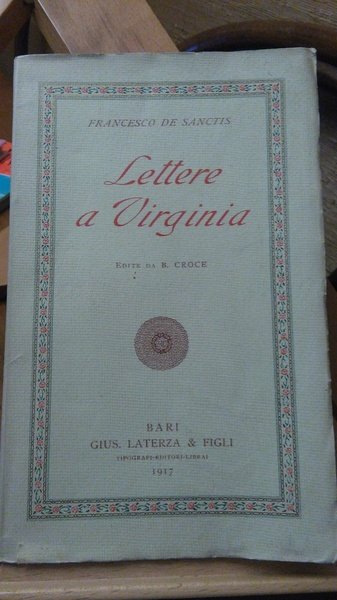 FRANCESCO DE SANCTIS
Lettere
a Virginia
EDITE DA B. CROCE
BARI
GIUS. LATERZA & FIGLI
TIPOGRAFI-EDITORI-LIBRAI
1917